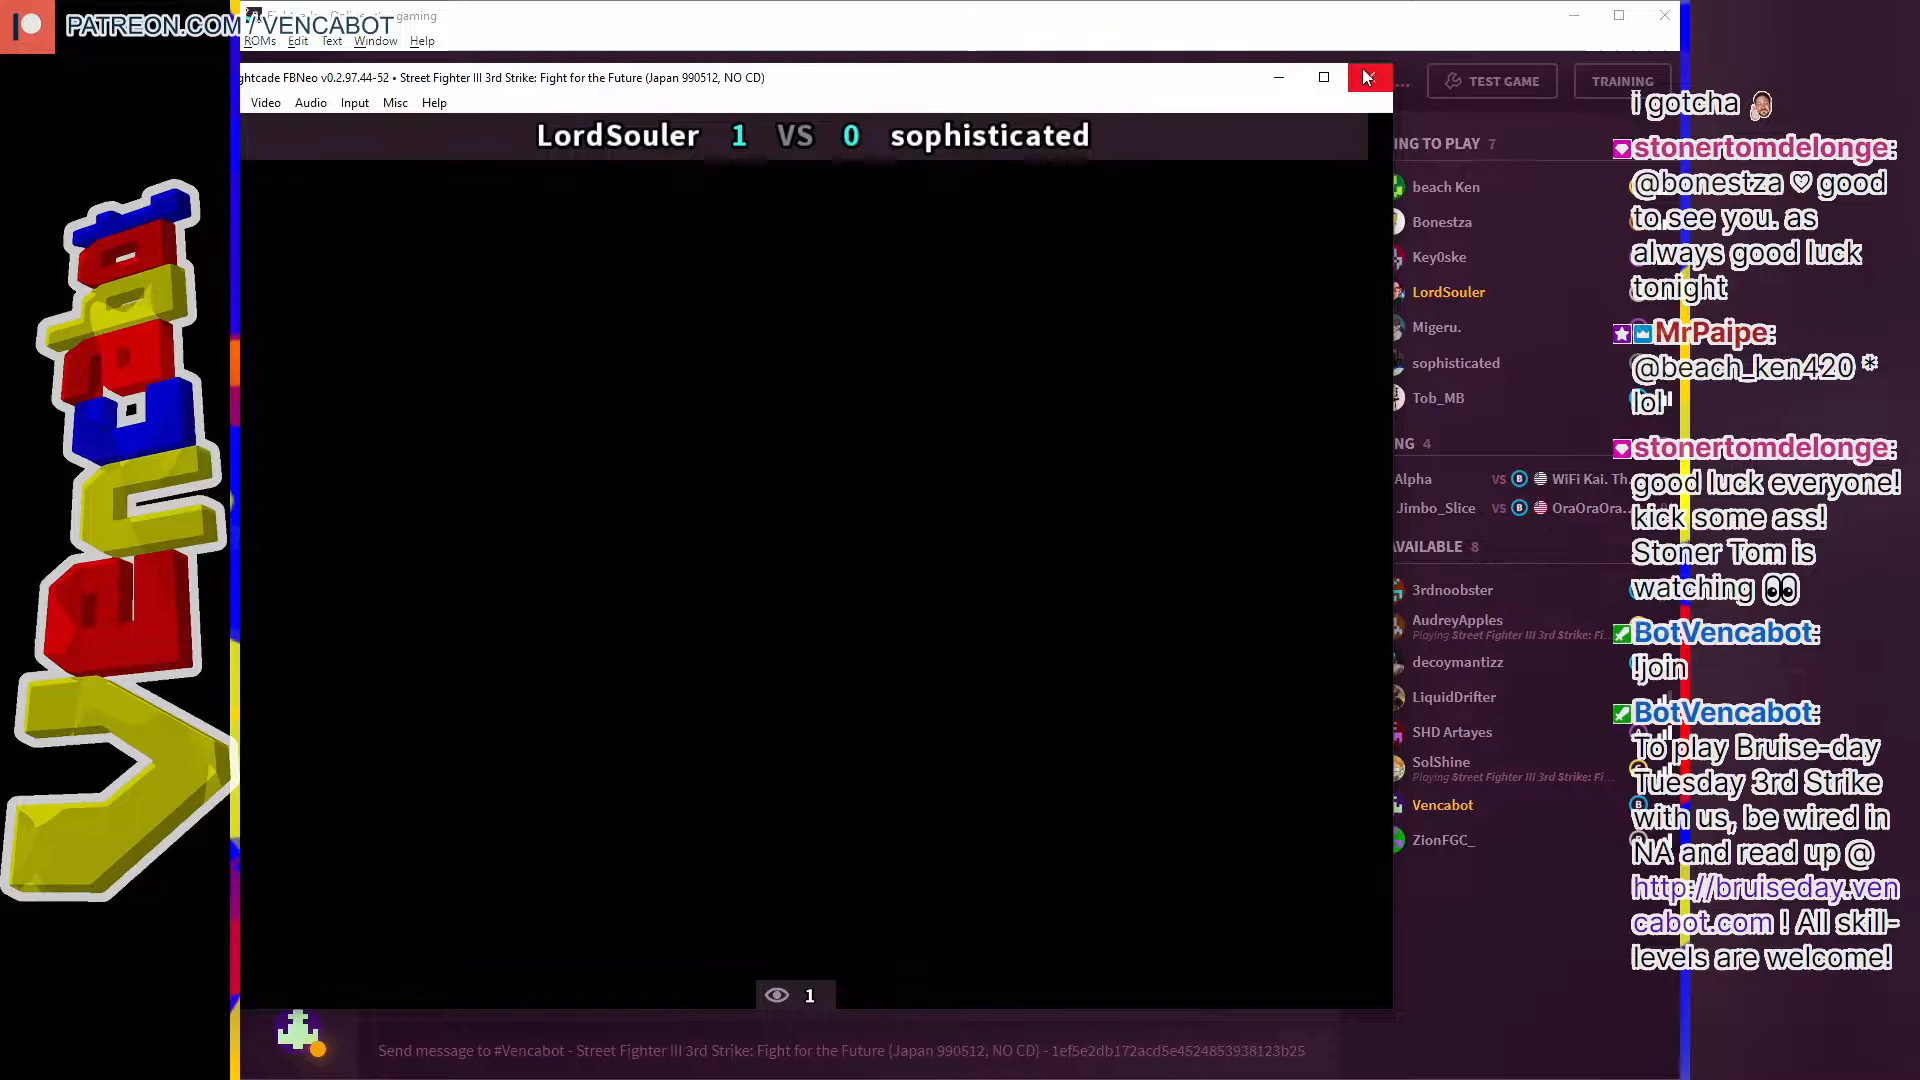 PATREON.COM/VENCABOT
gaming
ROMs Edit Text Window Help
ghtcade FBNeo v0.2.97.44-52 • Street Fighter III 3rd Strike: Fight for the Future (Japan 990512, NO CD)
Video Audio Input Misc Help
LordSouler 1 VS 0 sophisticated
TEST GAME
TRAINING
ING TO PLAY 7
beach Ken
Bonestza
Key0ske
LordSouler
Migeru.
sophisticated
Tob_MB
NG 4
Alpha VS B WiFi Kai. Th...
Jimbo_Slice VS B OraOraOra...
AVAILABLE 8
3rdnoobster
AudreyApples
Playing Street Fighter III 3rd Strike: Fi...
decoymantizz
LiquidDrifter
SHD Artayes
SolShine
Playing Street Fighter III 3rd Strike: Fi...
Vencabot
ZionFGC_
1
Send message to #Vencabot - Street Fighter III 3rd Strike: Fight for the Future (Japan 990512, NO CD) - 1ef5e2db172acd5e4524853938123b25
Vencabot
i gotcha
stonertomdelonge:
@bonestza ♡ good
to see you. as
always good luck
tonight
MrPaipe:
@beach_ken420 *
lol
stonertomdelonge:
good luck everyone!
kick some ass!
Stoner Tom is
watching 👀
BotVencabot:
!join
BotVencabot:
To play Bruise-day
Tuesday 3rd Strike
with us, be wired in
NA and read up @
http://bruiseday.ven
cabot.com ! All skill-
levels are welcome!